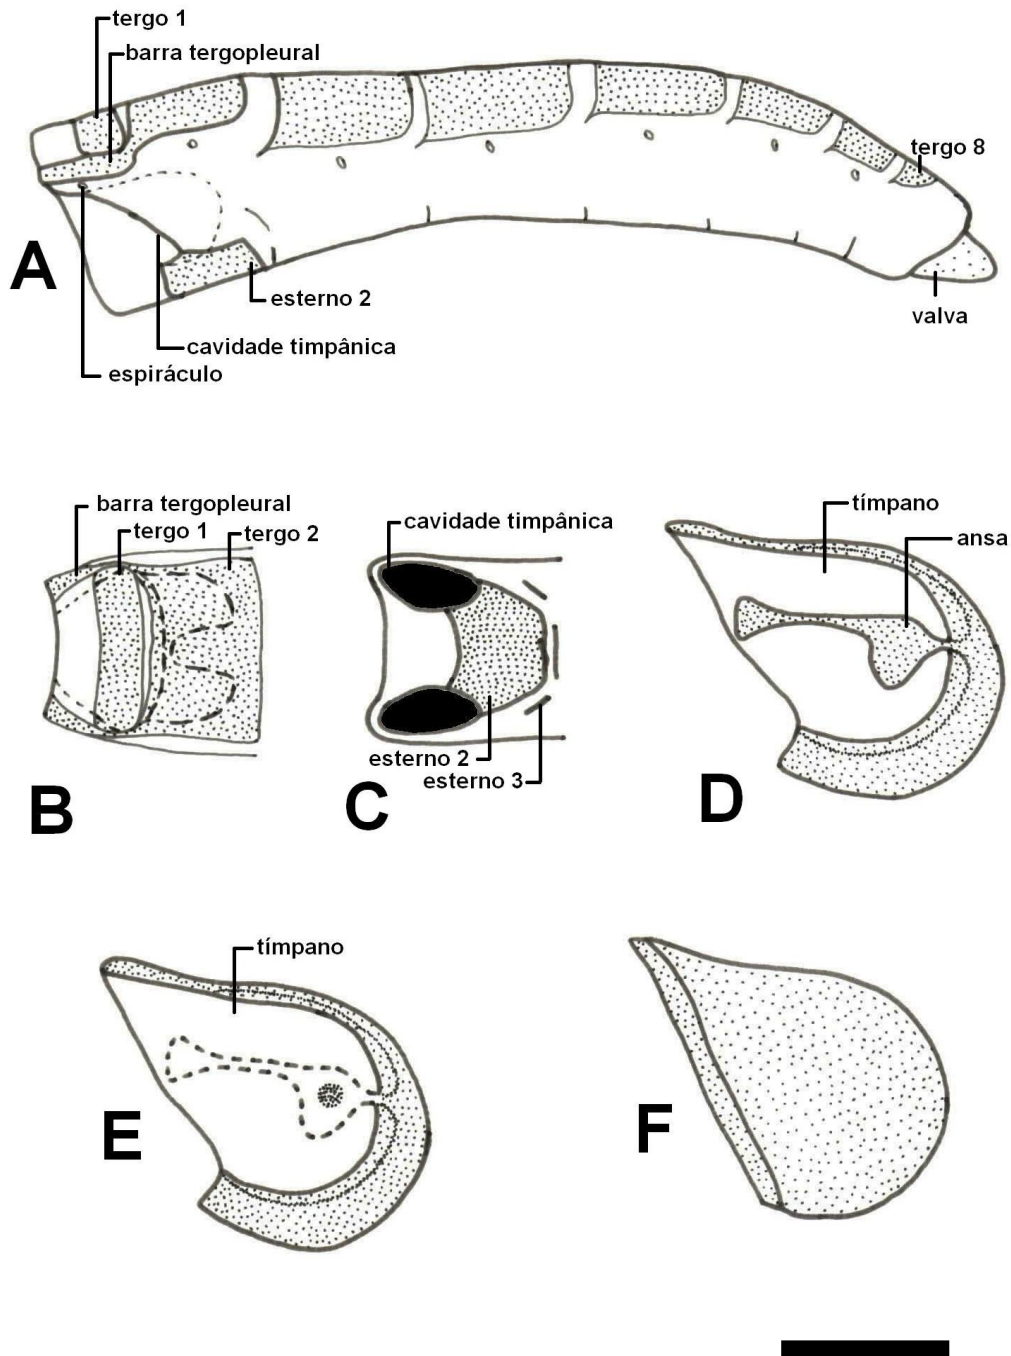 tergo 1
barra tergopleural
tergo 8
A
esterno 2
valva
cavidade timpânica
espiráculo
barra tergopleural
tergo 1
tergo 2
B
cavidade timpânica
esterno 2
esterno 3
C
tímpano
ansa
D
tímpano
E
F